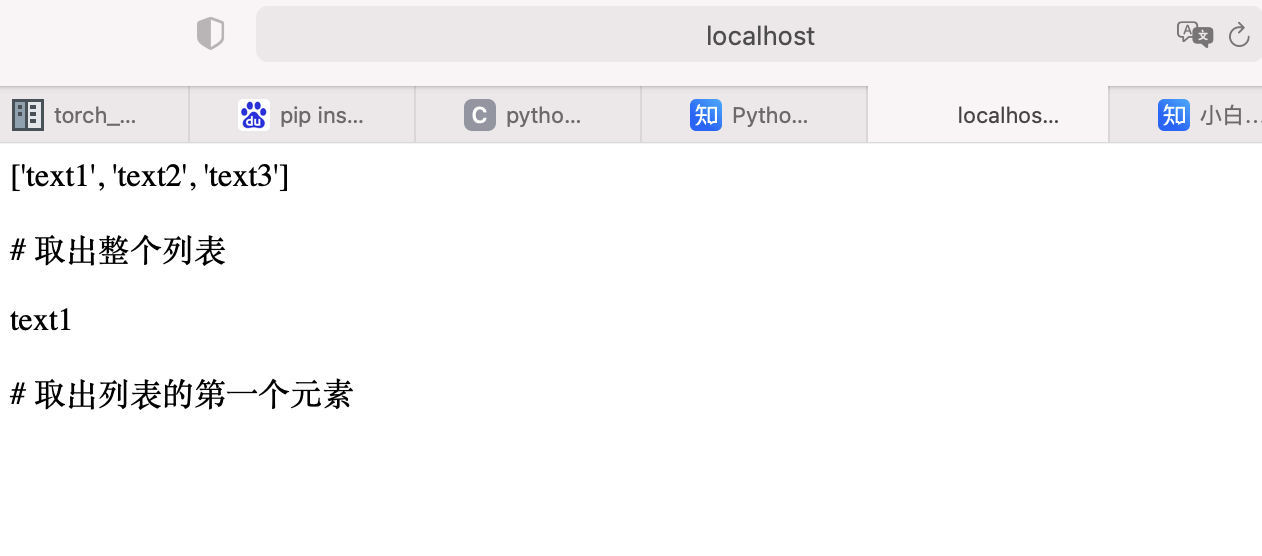 localhost
torch_...
du
pip ins...
C
pytho...
知
Pytho...
localhos...
知
小白...
['text1', 'text2', 'text3']
# 取出整个列表
text1
# 取出列表的第一个元素